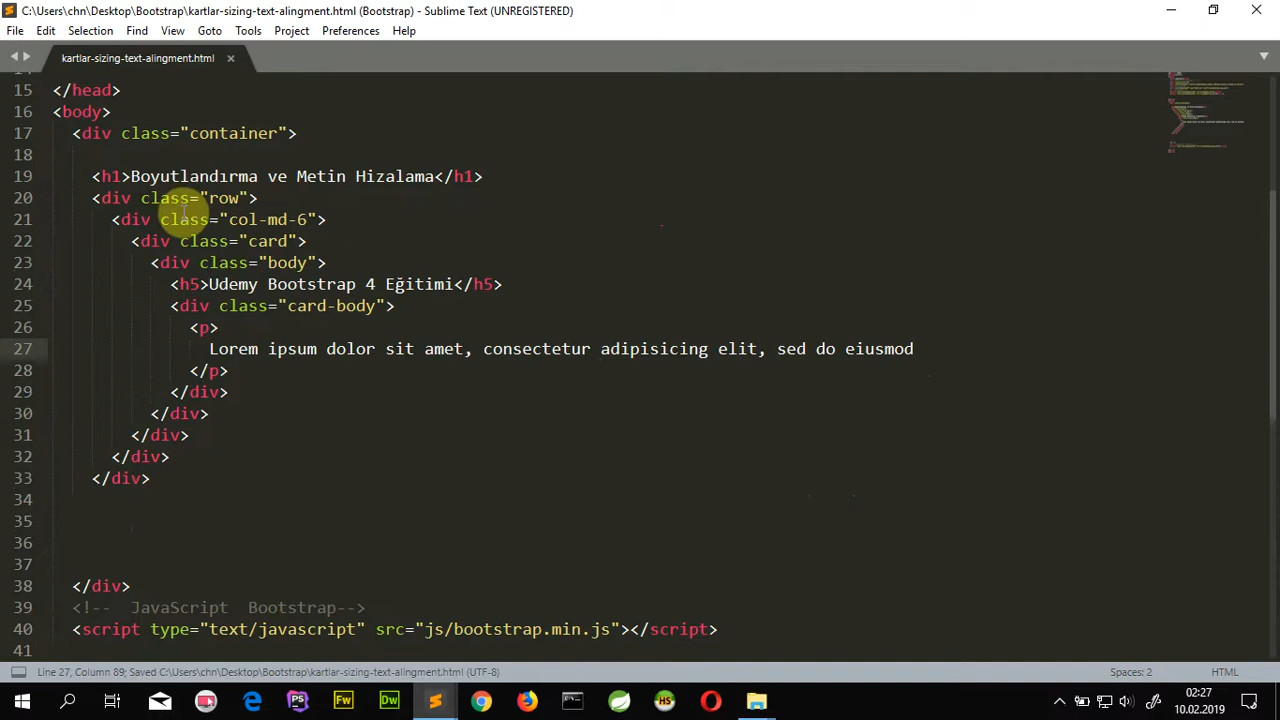 C:\Users\chn\Desktop\Bootstrap\kartlar-sizing-text-alingment.html (Bootstrap) - Sublime Text (UNREGISTERED)
File Edit Selection Find View Goto Tools Project Preferences Help
kartlar-sizing-text-alingment.html ×
15 </head>
16 <body>
17 <div class="container">
18
19 <h1>Boyutlandırma ve Metin Hizalama</h1>
20 <div class="row">
21 <div class="col-md-6">
22 <div class="card">
23 <div class="body">
24 <h5>Udemy Bootstrap 4 Eğitimi</h5>
25 <div class="card-body">
26 <p>
27 Lorem ipsum dolor sit amet, consectetur adipisicing elit, sed do eiusmod
28 </p>
29 </div>
30 </div>
31 </div>
32 </div>
33 </div>
34
35
36
37
38 </div>
39 <!-- JavaScript Bootstrap-->
40 <script type="text/javascript" src="js/bootstrap.min.js"></script>
41
Line 27, Column 89; Saved C:\Users\chn\Desktop\Bootstrap\kartlar-sizing-text-alingment.html (UTF-8) Spaces: 2 HTML
PS Fw Dw S HS 02:27
10.02.2019